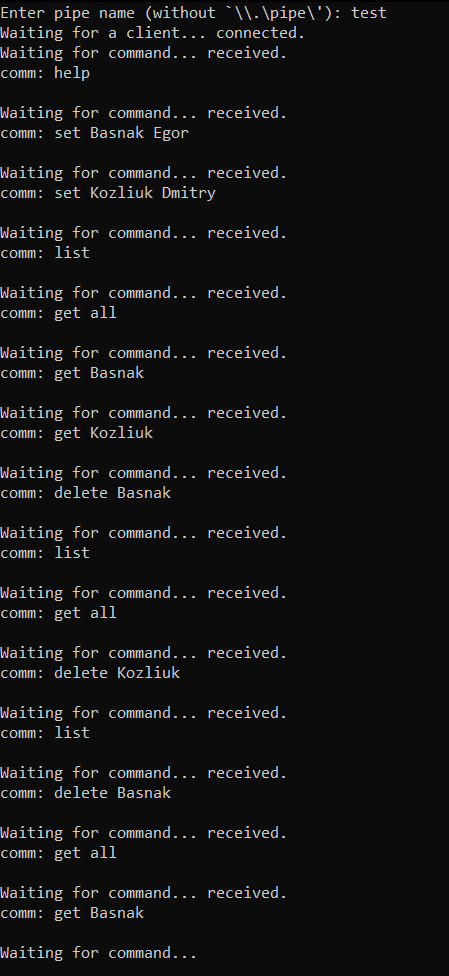 Enter pipe name (without `\\.\pipe\'): test
Waiting for a client... connected.
Waiting for command... received.
comm: help
Waiting for command... received.
comm: set Basnak Egor
Waiting for command... received.
comm: set Kozliuk Dmitry
Waiting for command... received.
comm: list
Waiting for command... received.
comm: get all
Waiting for command... received.
comm: get Basnak
Waiting for command... received.
comm: get Kozliuk
Waiting for command... received.
comm: delete Basnak
Waiting for command... received.
comm: list
Waiting for command... received.
comm: get all
Waiting for command... received.
comm: delete Kozliuk
Waiting for command... received.
comm: list
Waiting for command... received.
comm: delete Basnak
Waiting for command... received.
comm: get all
Waiting for command... received.
comm: get Basnak
Waiting for command...